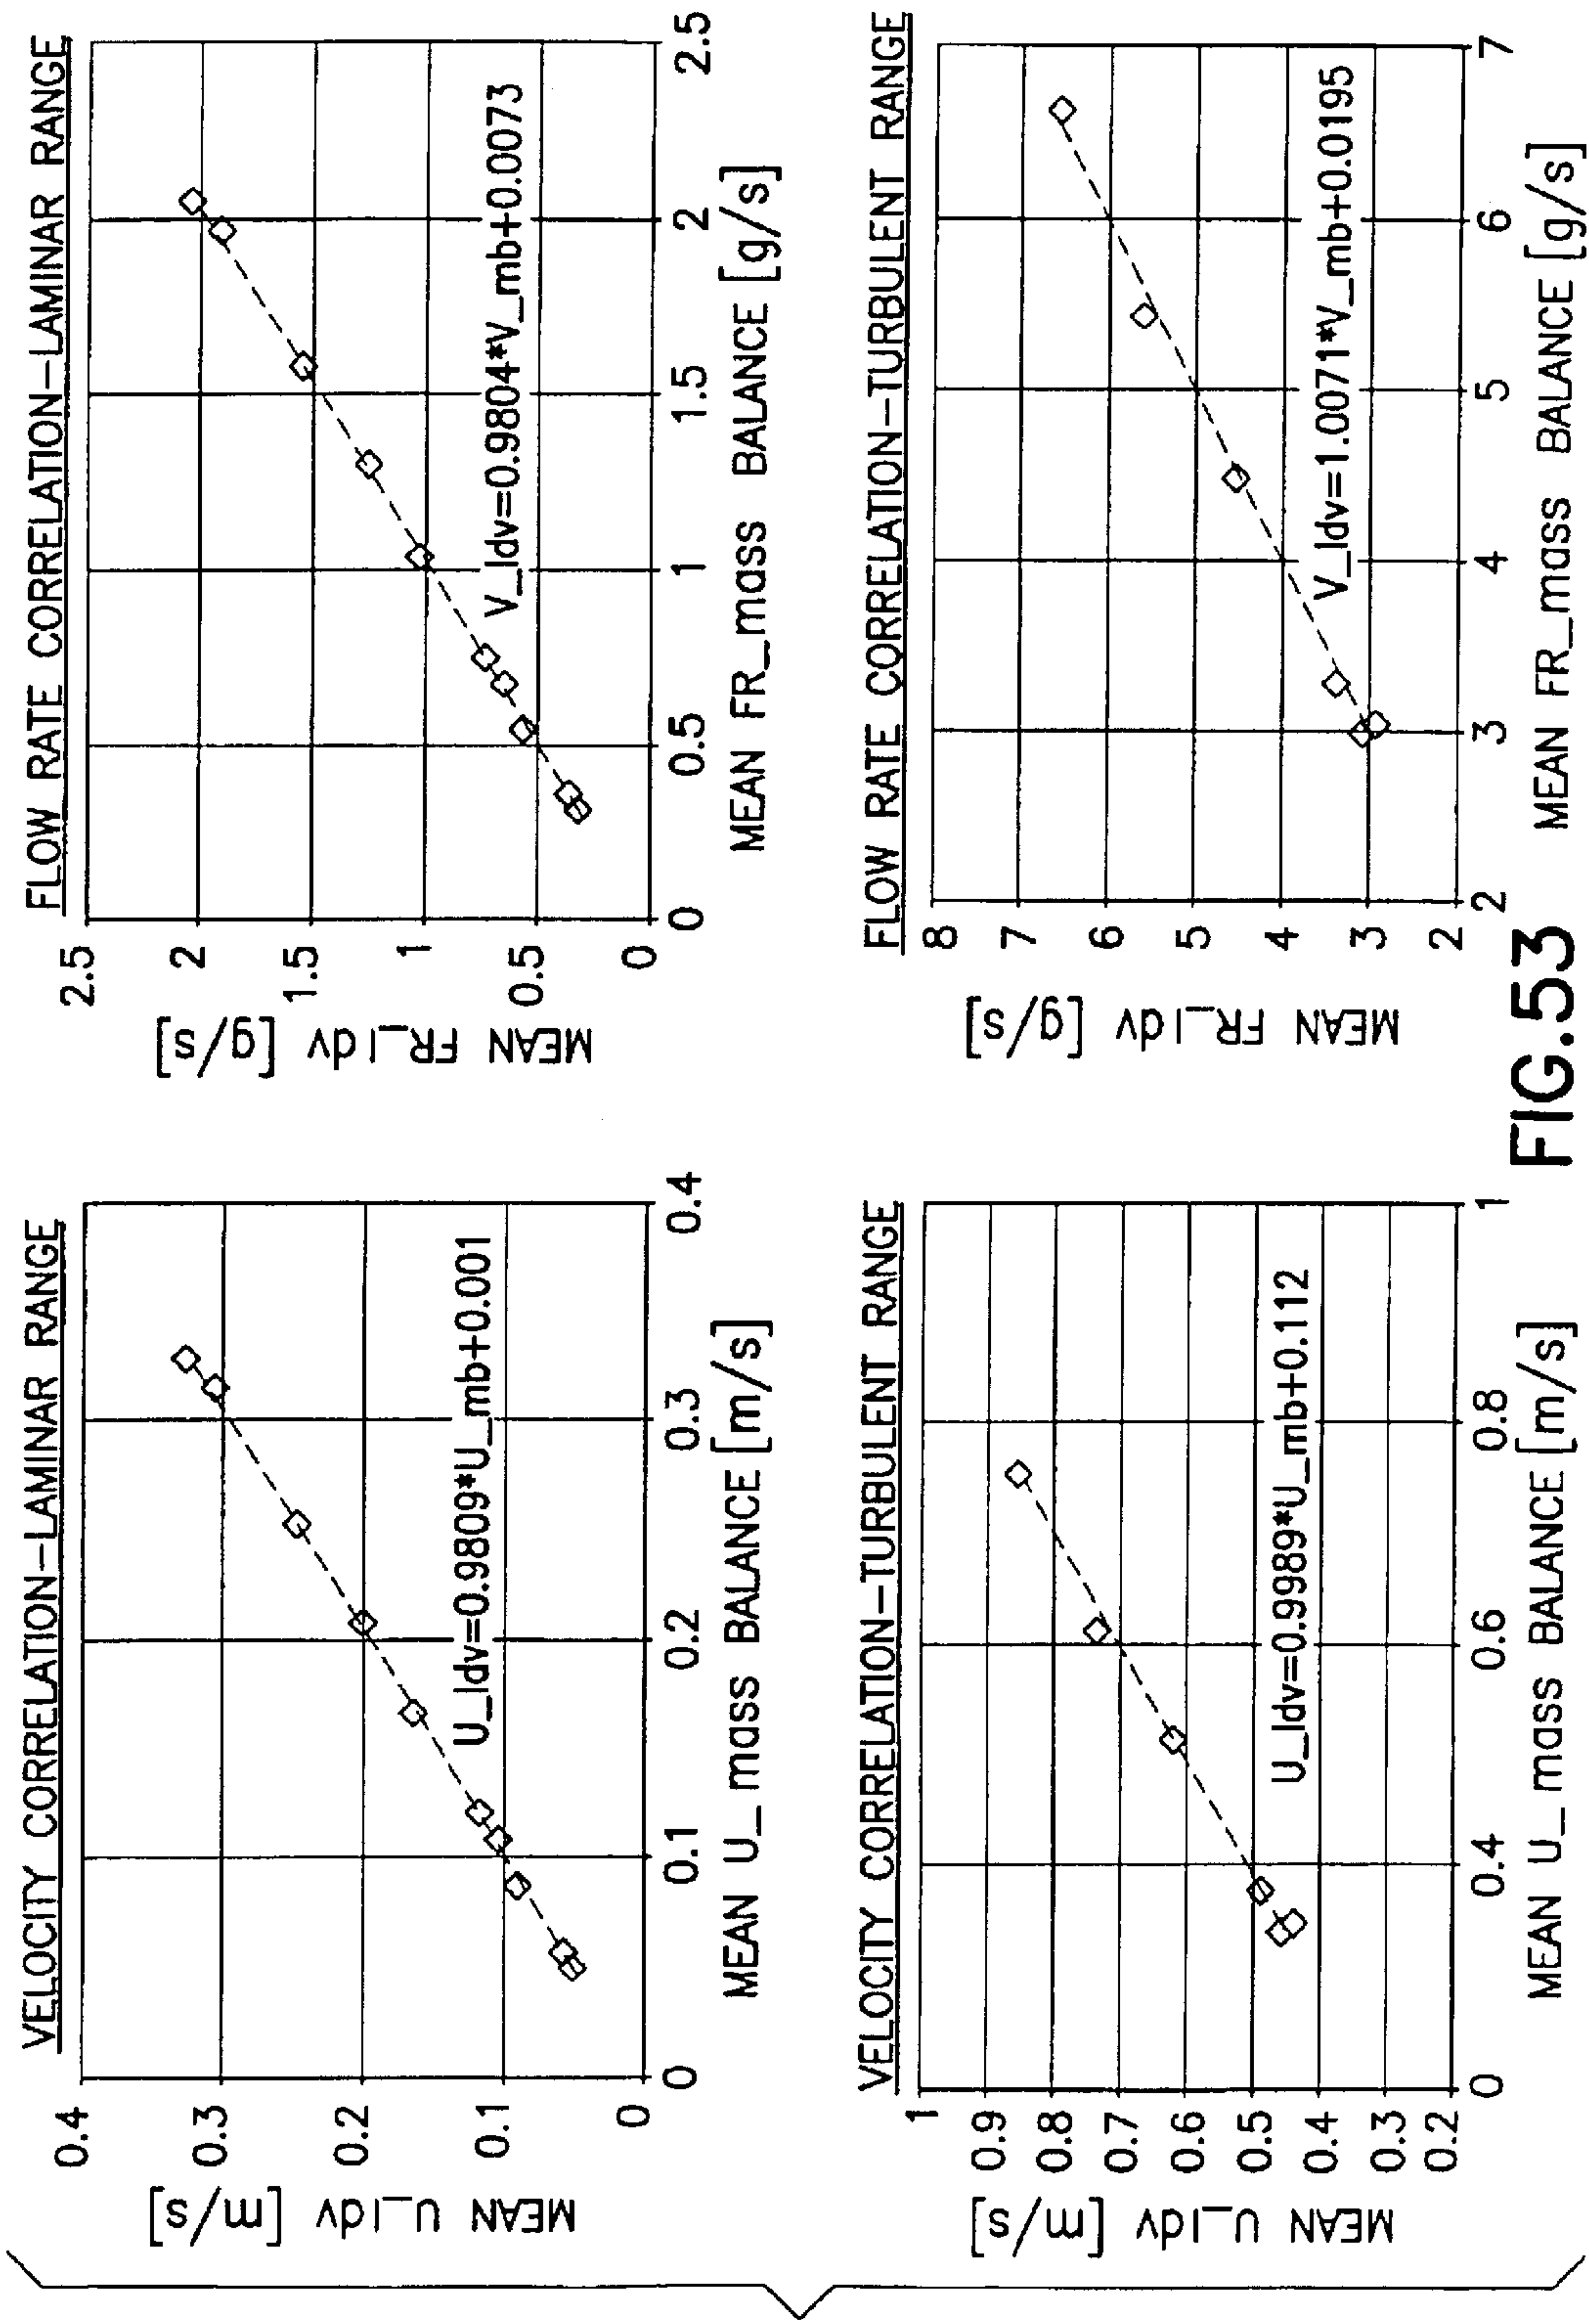 VELOCITY CORRELATION-LAMINAR RANGE
0.4
0.3
0.2
0.1
0
MEAN U_ldv [m/s]
U_ldv=0.9809*U_mb+0.001
0 0.1 0.2 0.3 0.4
MEAN U_mass BALANCE [m/s]
FLOW RATE CORRELATION-LAMINAR RANGE
2.5
2
1.5
1
0.5
0
MEAN FR_ldv [g/s]
V_ldv=0.9804*V_mb+0.0073
0 0.5 1 1.5 2 2.5
MEAN FR_mass BALANCE [g/s]
VELOCITY CORRELATION-TURBULENT RANGE
1
0.9
0.8
0.7
0.6
0.5
0.4
0.3
0.2
MEAN U_ldv [m/s]
U_ldv=0.9989*U_mb+0.112
0 0.4 0.6 0.8 1
MEAN U_mass BALANCE [m/s]
FLOW RATE CORRELATION-TURBULENT RANGE
8
7
6
5
4
3
2
MEAN FR_ldv [g/s]
V_ldv=1.0071*V_mb+0.0195
2 3 4 5 6 7
MEAN FR_mass BALANCE [g/s]
FIG.53